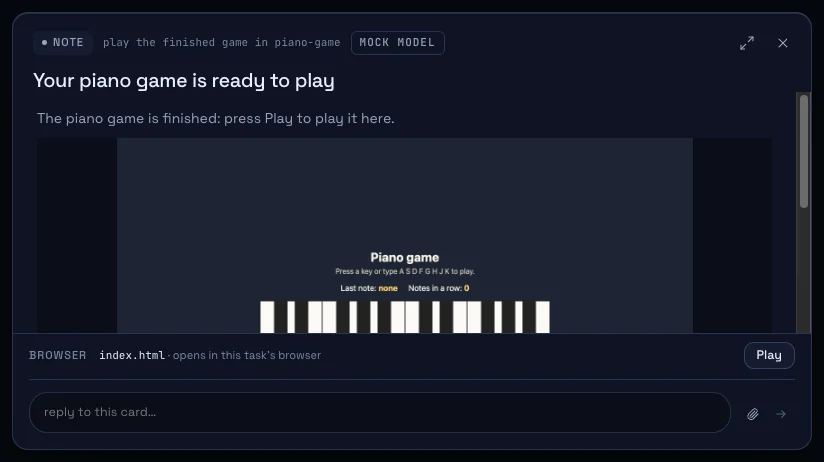 NOTE play the finished game in piano-game MOCK MODEL
Your piano game is ready to play
The piano game is finished: press Play to play it here.
Piano game
Press a key or type A S D F G H J K to play.
Last note: none Notes in a row: 0
BROWSER index.html · opens in this task's browser Play
reply to this card…